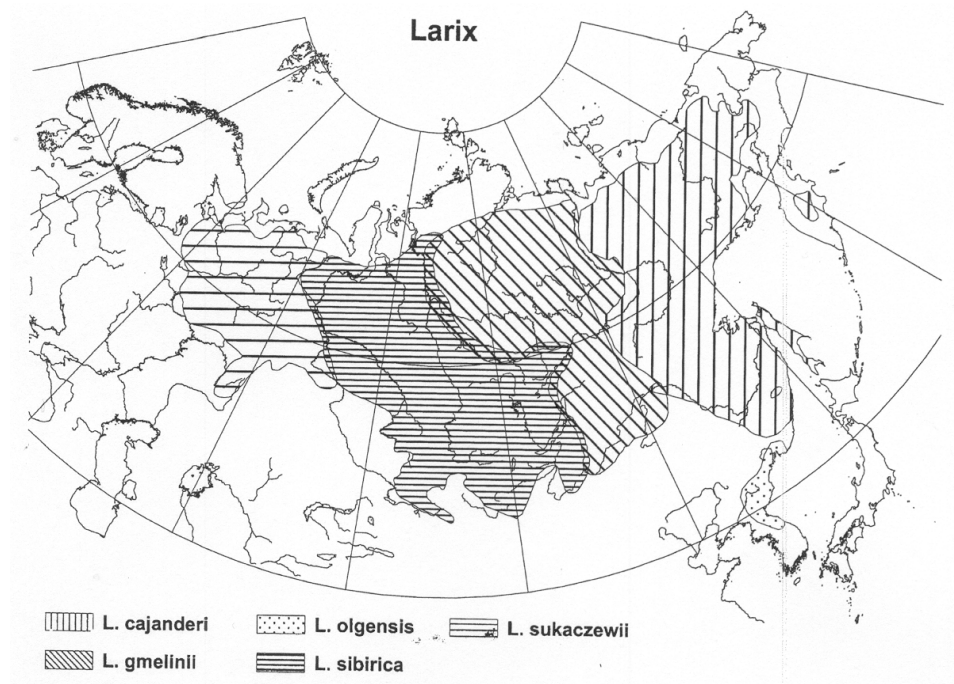 Larix
L. cajanderi
L. olgensis
L. sukaczewii
L. gmelinii
L. sibirica